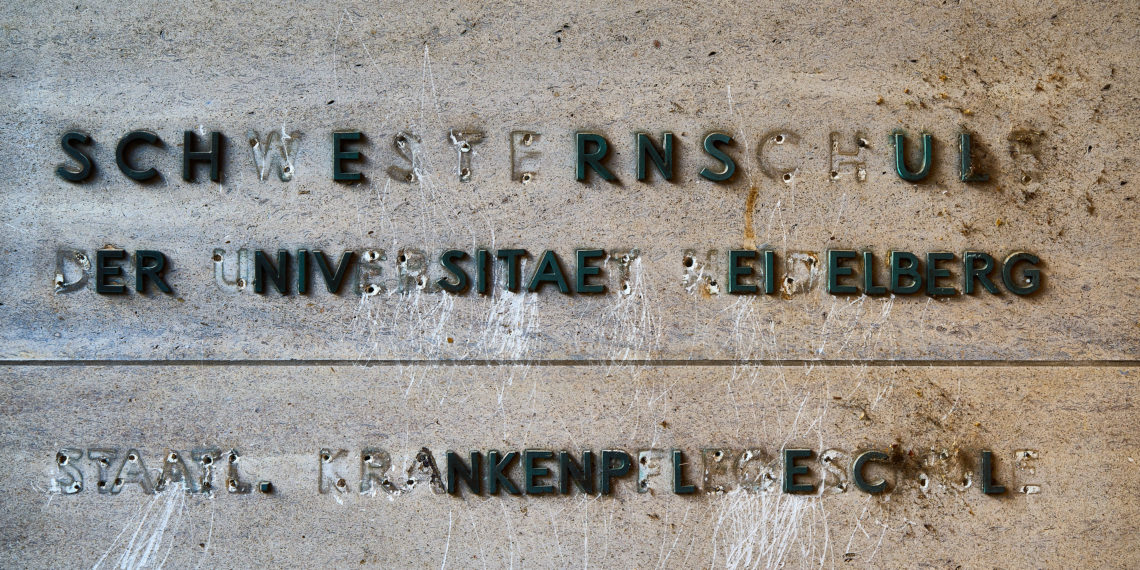 SCHWESTERNSCHULE
DER UNIVERSITAET HEIDELBERG
STAATL. KRANKENPFLEGESCHULE